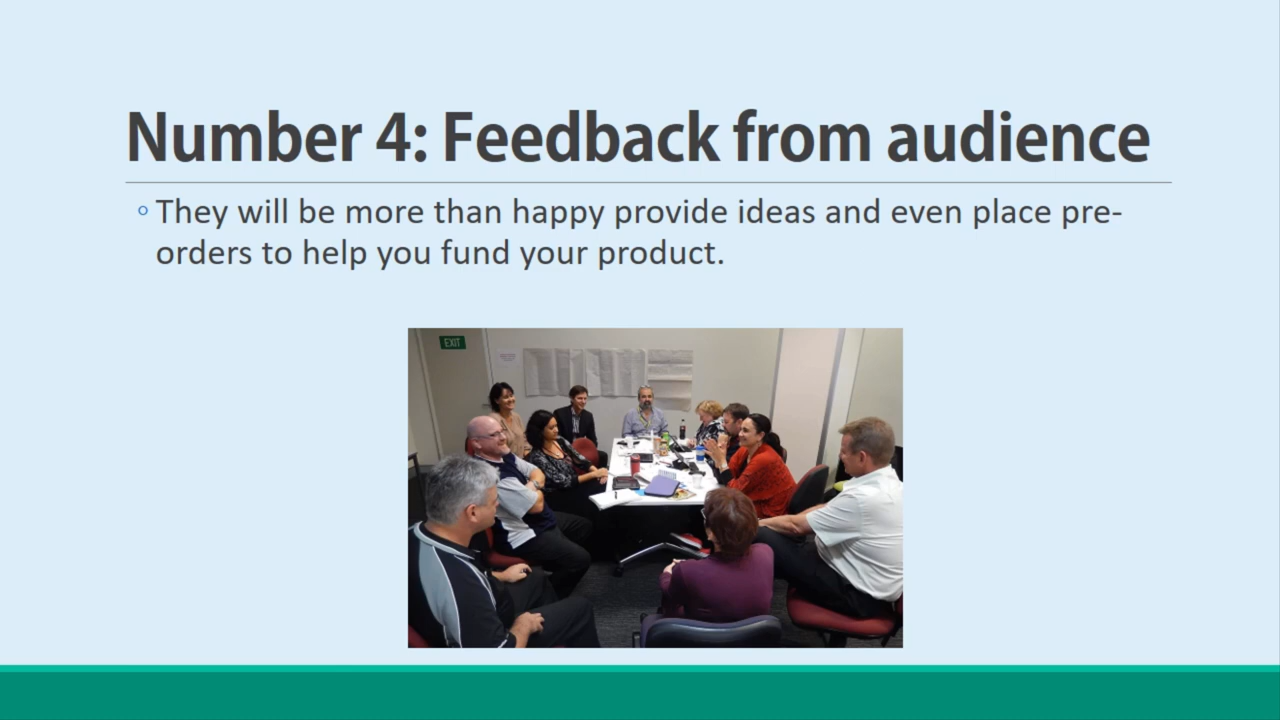 Number 4: Feedback from audience
They will be more than happy provide ideas and even place pre-
orders to help you fund your product.
EXIT